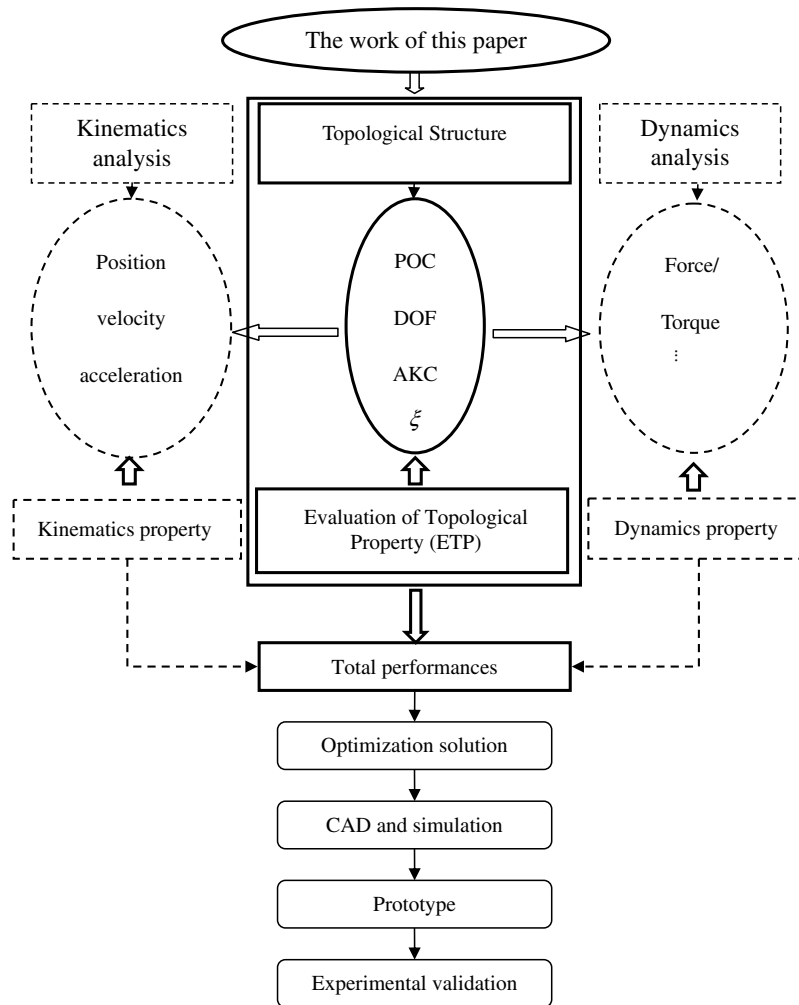 The work of this paper
Kinematics
analysis
Topological Structure
Dynamics
analysis
Position
velocity
acceleration
POC
DOF
AKC
ξ
Force/
Torque
⋮
Kinematics property
Evaluation of Topological
Property (ETP)
Dynamics property
Total performances
Optimization solution
CAD and simulation
Prototype
Experimental validation